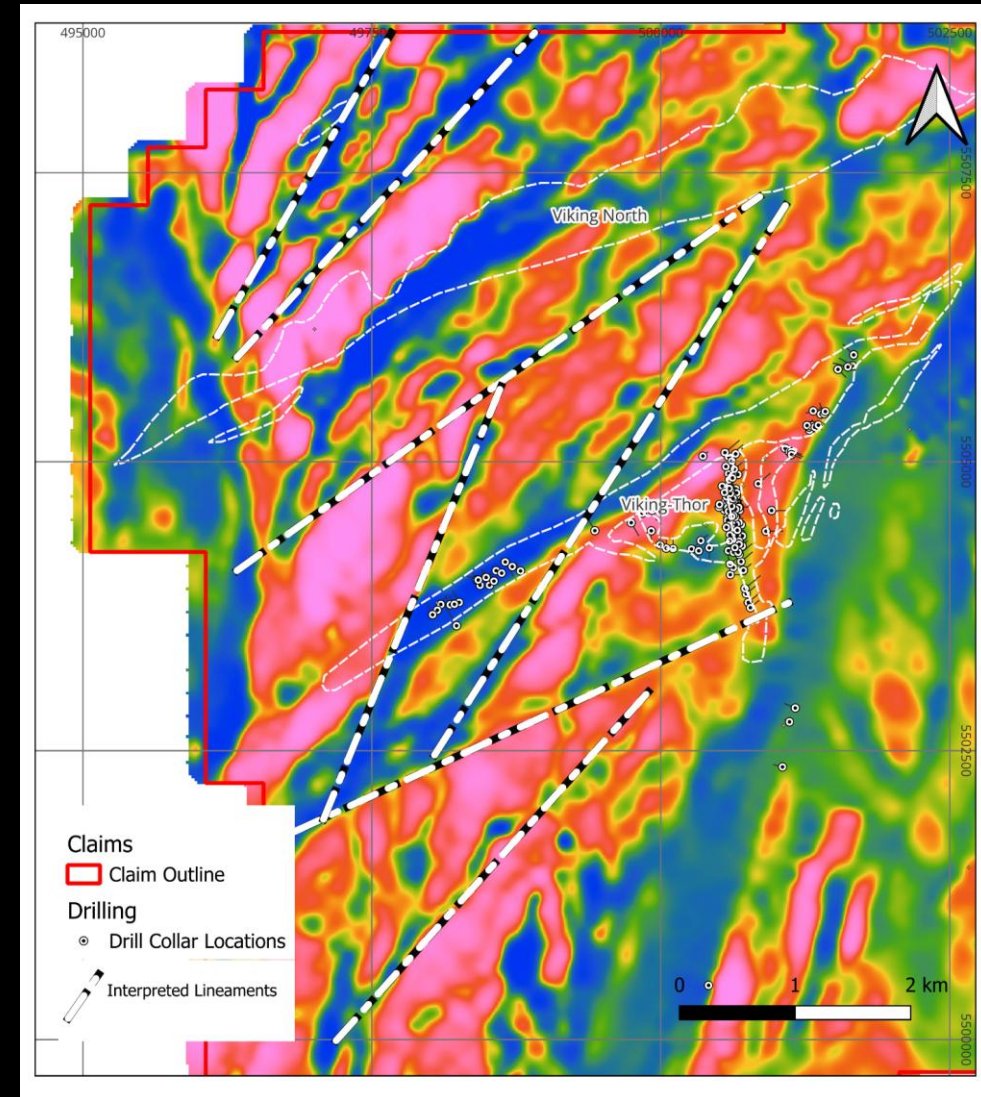 495000
497500
500000
502500
5507500
Viking North
5505000
Viking-Thor
5502500
Claims
Claim Outline
Drilling
Drill Collar Locations
Interpreted Lineaments
0
1
2 km
5500000